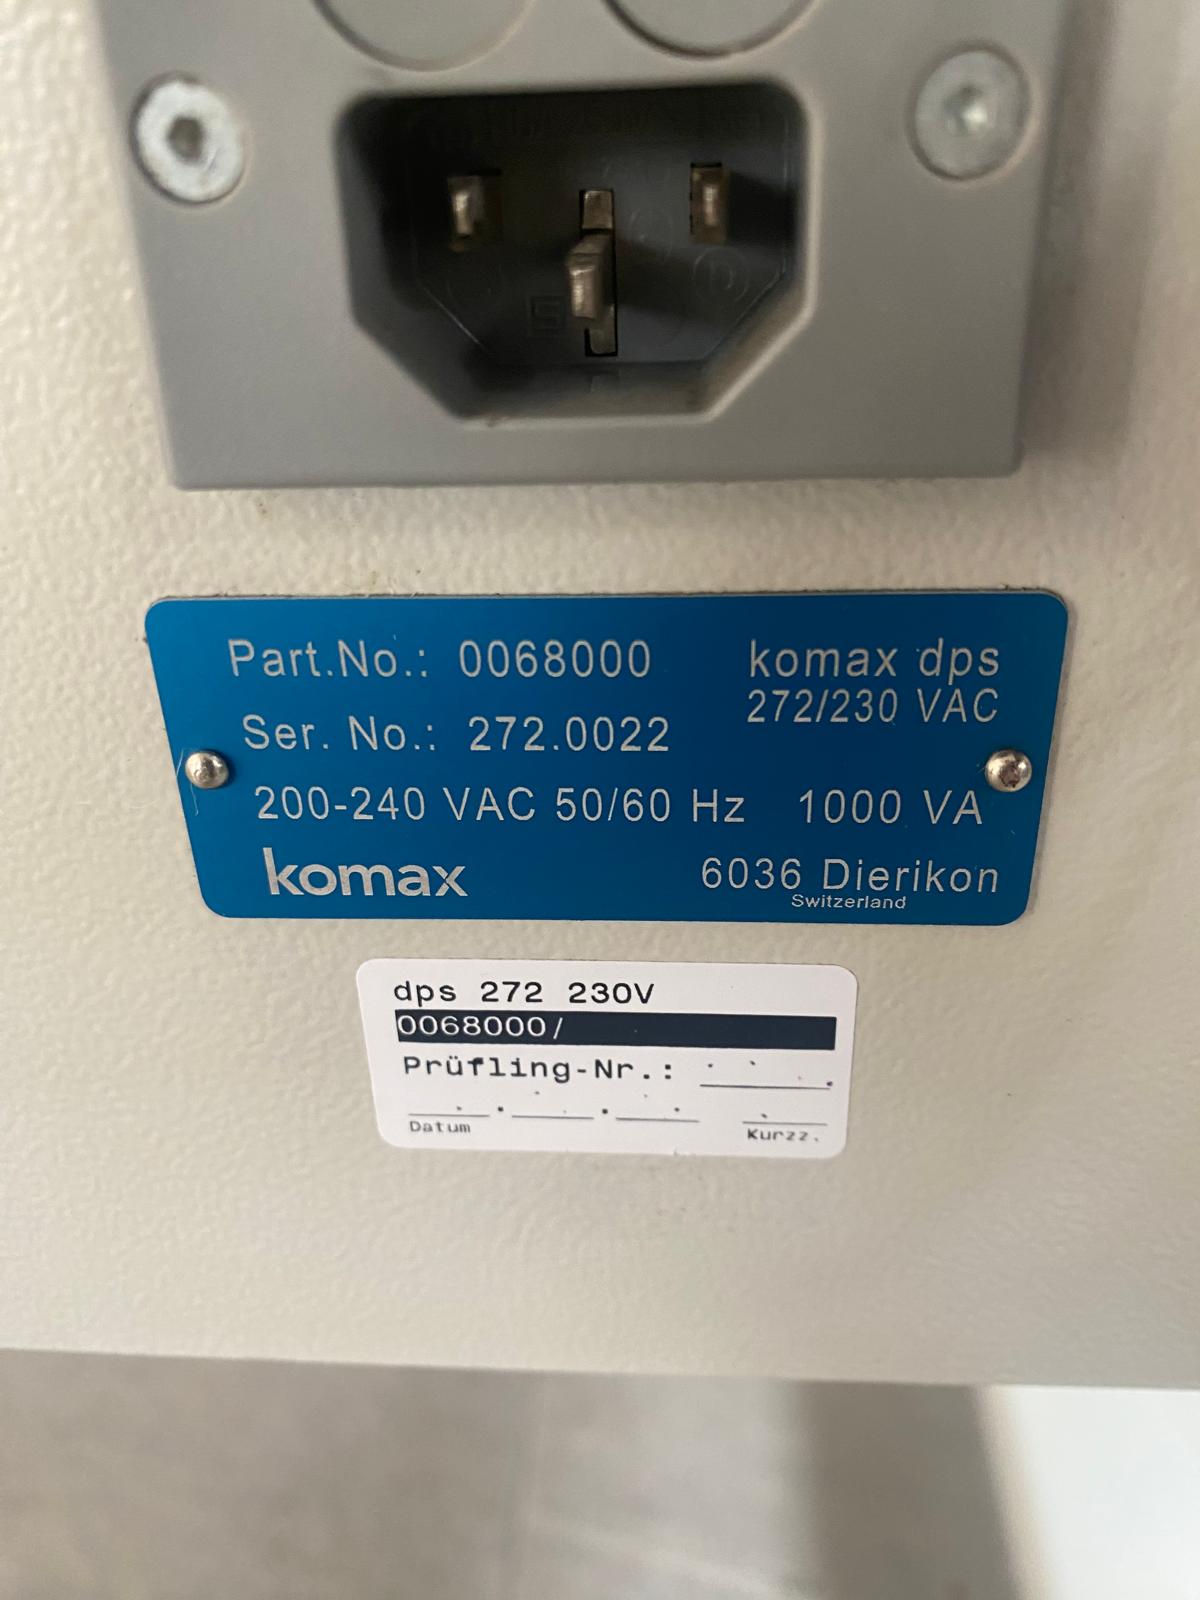 Part.No.: 0068000
komax dps
272/230 VAC
Ser. No.: 272.0022
200-240 VAC 50/60 Hz 1000 VA
komax
6036 Dierikon
Switzerland
dps 272 230V
0068000/
Prüfling-Nr.:
Datum
Kurzz.